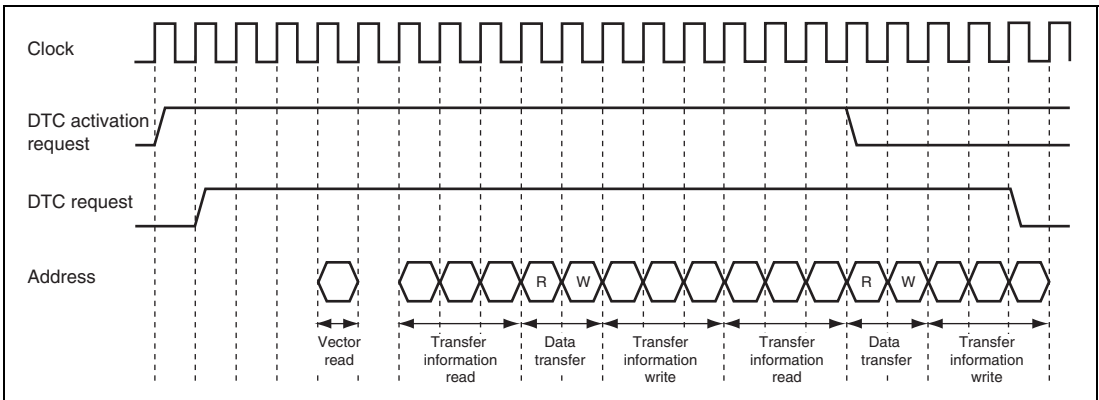 Clock
DTC activation
request
DTC request
Address
R W R W
Vector
read
Transfer
information
read
Data
transfer
Transfer
information
write
Transfer
information
read
Data
transfer
Transfer
information
write